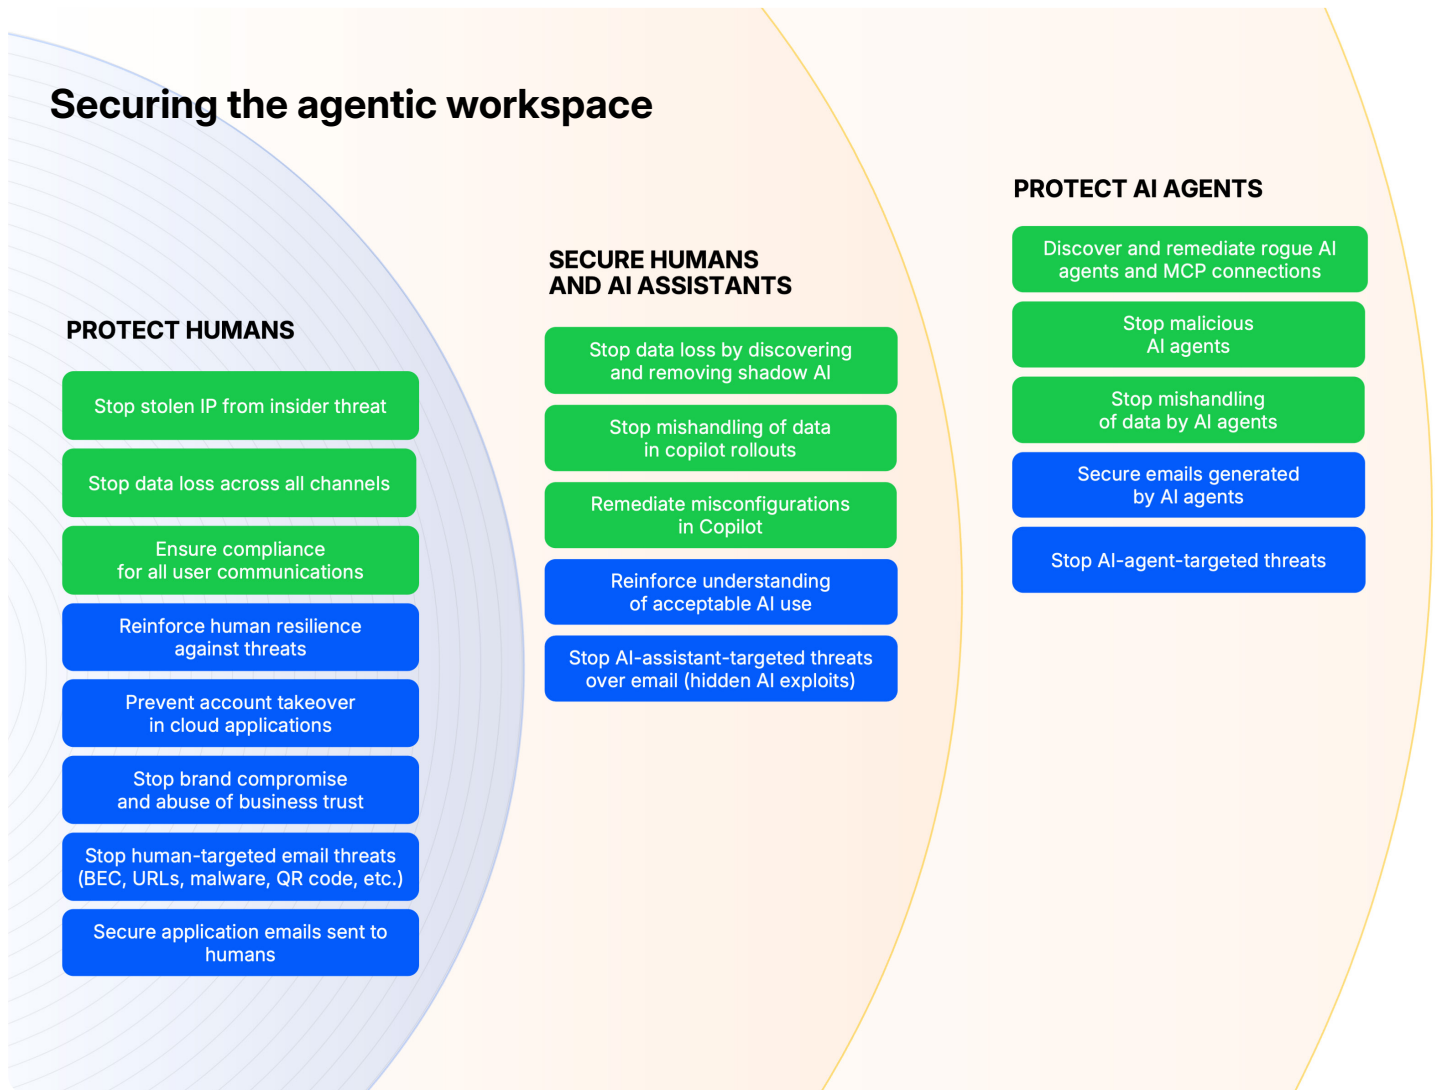 Securing the agentic workspace
PROTECT HUMANS
Stop stolen IP from insider threat
Stop data loss across all channels
Ensure compliance
for all user communications
Reinforce human resilience
against threats
Prevent account takeover
in cloud applications
Stop brand compromise
and abuse of business trust
Stop human-targeted email threats
(BEC, URLs, malware, QR code, etc.)
Secure application emails sent to
humans
SECURE HUMANS
AND AI ASSISTANTS
Stop data loss by discovering
and removing shadow AI
Stop mishandling of data
in copilot rollouts
Remediate misconfigurations
in Copilot
Reinforce understanding
of acceptable AI use
Stop AI-assistant-targeted threats
over email (hidden AI exploits)
PROTECT AI AGENTS
Discover and remediate rogue AI
agents and MCP connections
Stop malicious
AI agents
Stop mishandling
of data by AI agents
Secure emails generated
by AI agents
Stop AI-agent-targeted threats